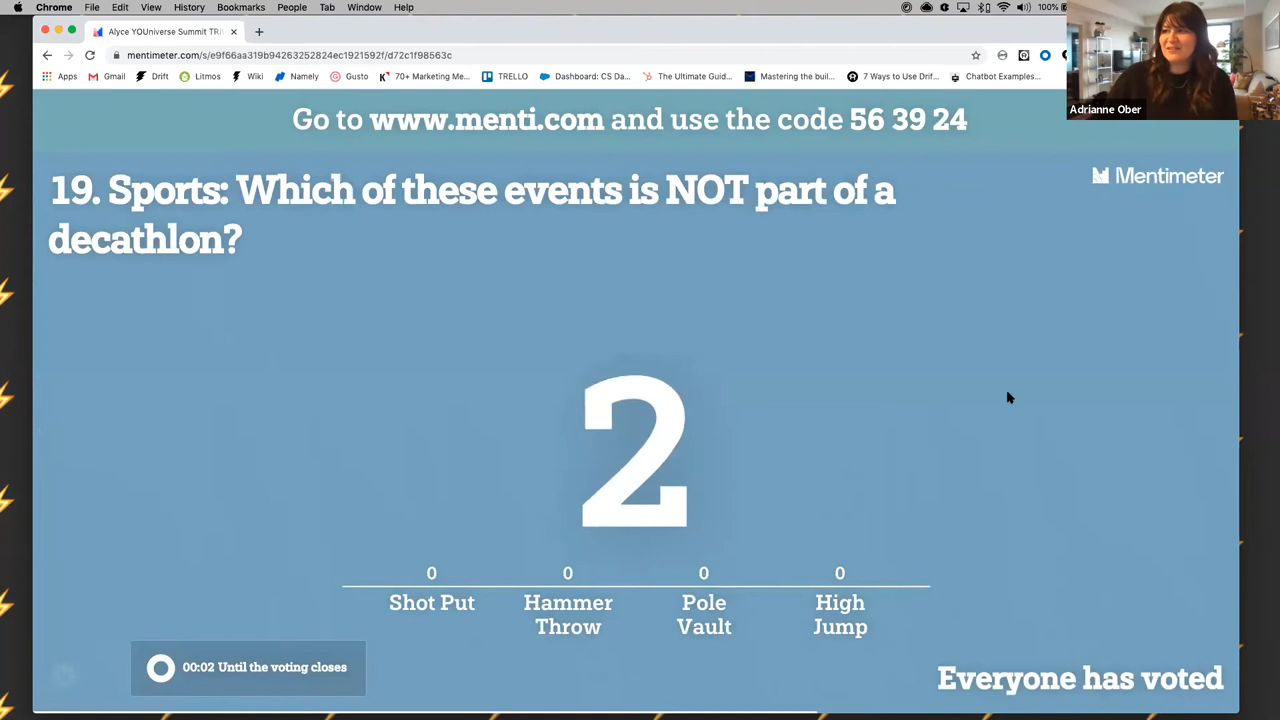 Chrome File Edit View History Bookmarks People Tab Window Help 100%
Alyce YOUniverse Summit TRI
mentimeter.com/s/e9f66aa319b94263252824ec1921592f/d72c1f98563c
Apps Gmail Drift Litmos Wiki Namely Gusto 70+ Marketing Me... TRELLO Dashboard: CS Da... The Ultimate Guid... Mastering the buil... 7 Ways to Use Drif... Chatbot Examples...
Adrianne Ober
Go to www.menti.com and use the code 56 39 24
Mentimeter
19. Sports: Which of these events is NOT part of a
decathlon?
2
0 0 0 0
Shot Put Hammer Pole High
Throw Vault Jump
00:02 Until the voting closes
Everyone has voted